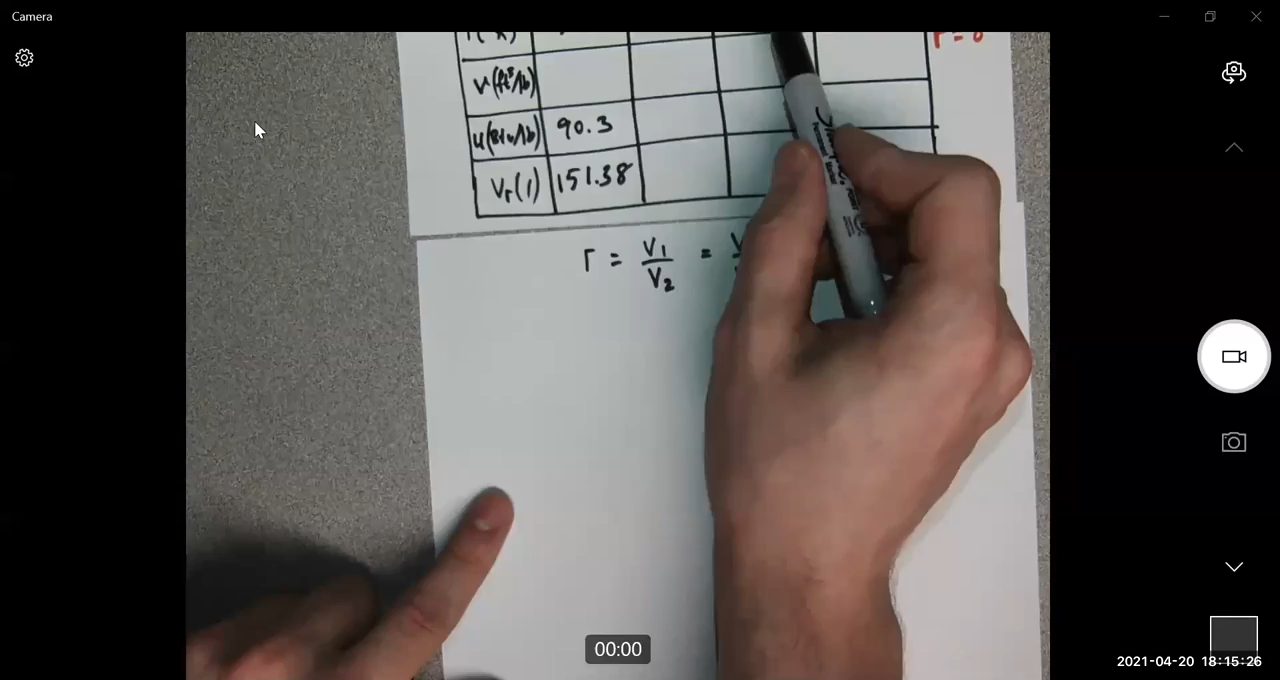 Camera
r = 8
v(ft³/lb)
u(Btu/lb) 90.3
Vr(1) 151.38
r = V1/V2 =
00:00
2021-04-20 18:15:26